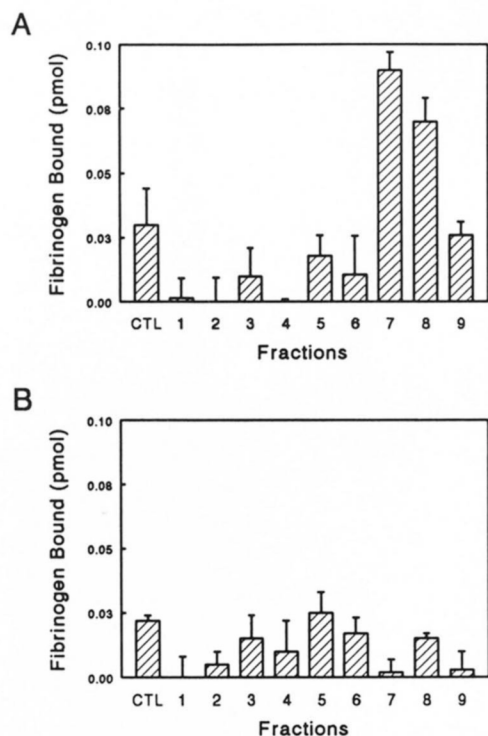 A
Fibrinogen Bound (pmol)
0.10
0.08
0.05
0.03
0.00
CTL 1 2 3 4 5 6 7 8 9
Fractions
B
Fibrinogen Bound (pmol)
0.10
0.08
0.05
0.03
0.00
CTL 1 2 3 4 5 6 7 8 9
Fractions